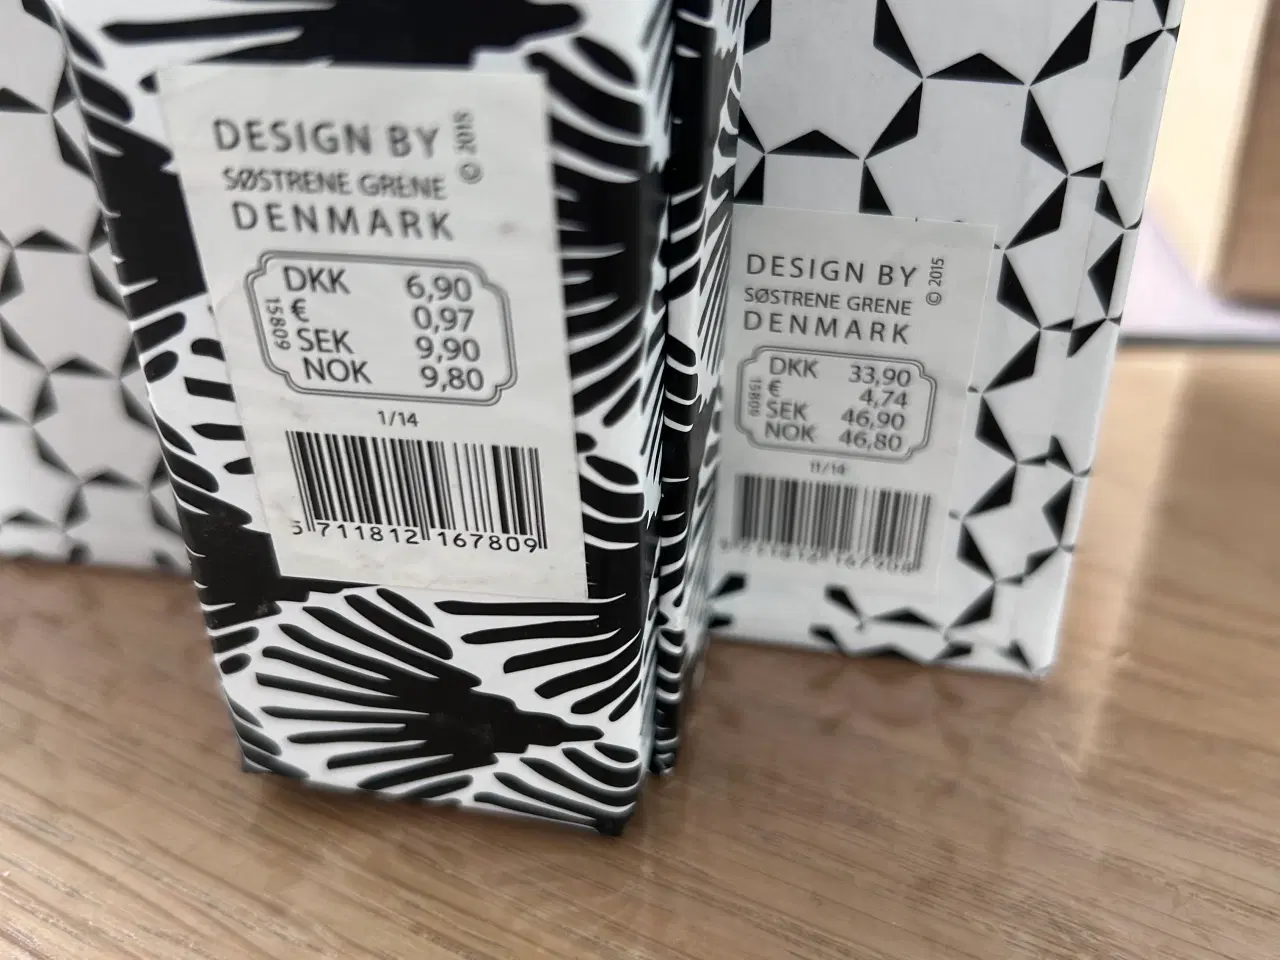 DESIGN BY
SØSTRENE GRENE
DENMARK
© 2015
DKK 6,90
€ 0,97
SEK 9,90
NOK 9,80
15809
1/14
5 711812 167809
DESIGN BY
SØSTRENE GRENE
DENMARK
© 2015
DKK 33,90
€ 4,74
SEK 46,90
NOK 46,80
15809
11/14